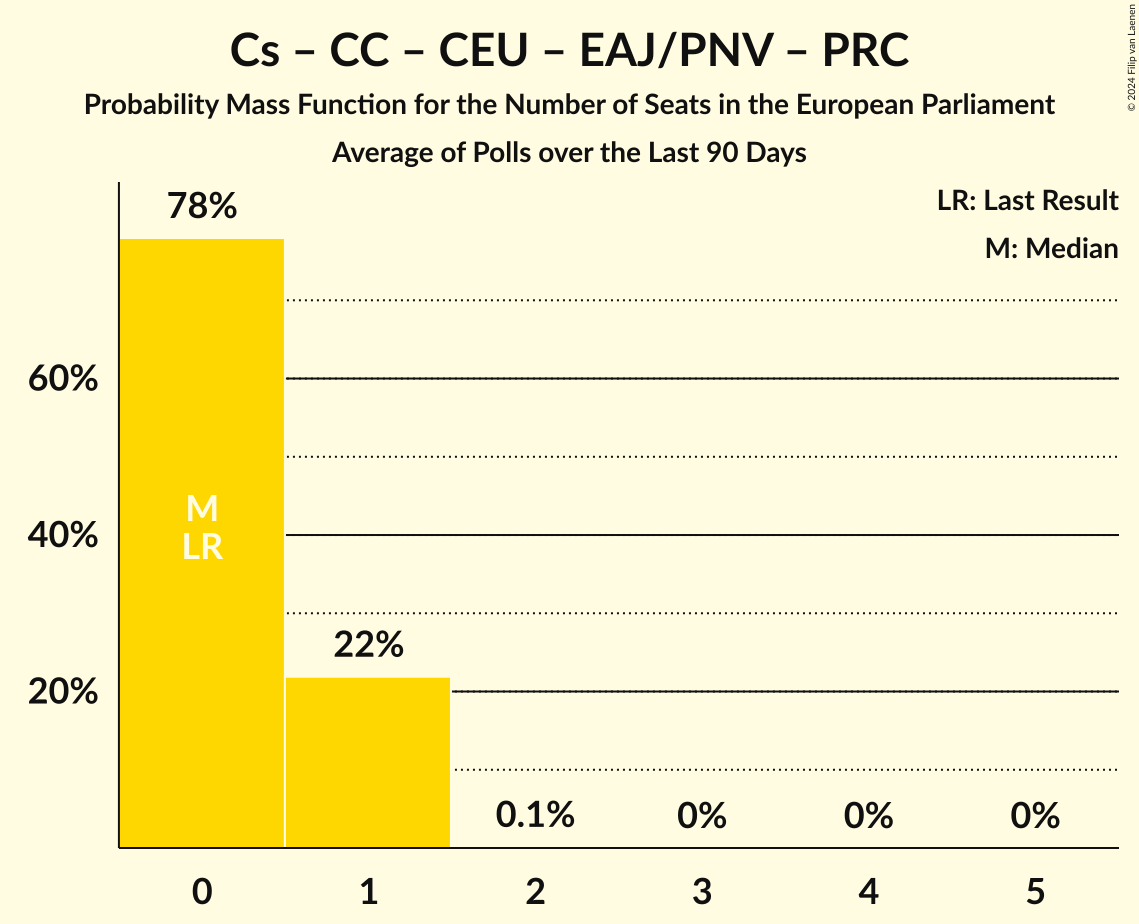 Cs – CC – CEU – EAJ/PNV – PRC
Probability Mass Function for the Number of Seats in the European Parliament
Average of Polls over the Last 90 Days
© 2024 Filip van Laenen
LR: Last Result
M: Median
78%
60%
M
40%
LR
22%
20%
0.1%
0%
0%
0%
0
1
2
3
4
5